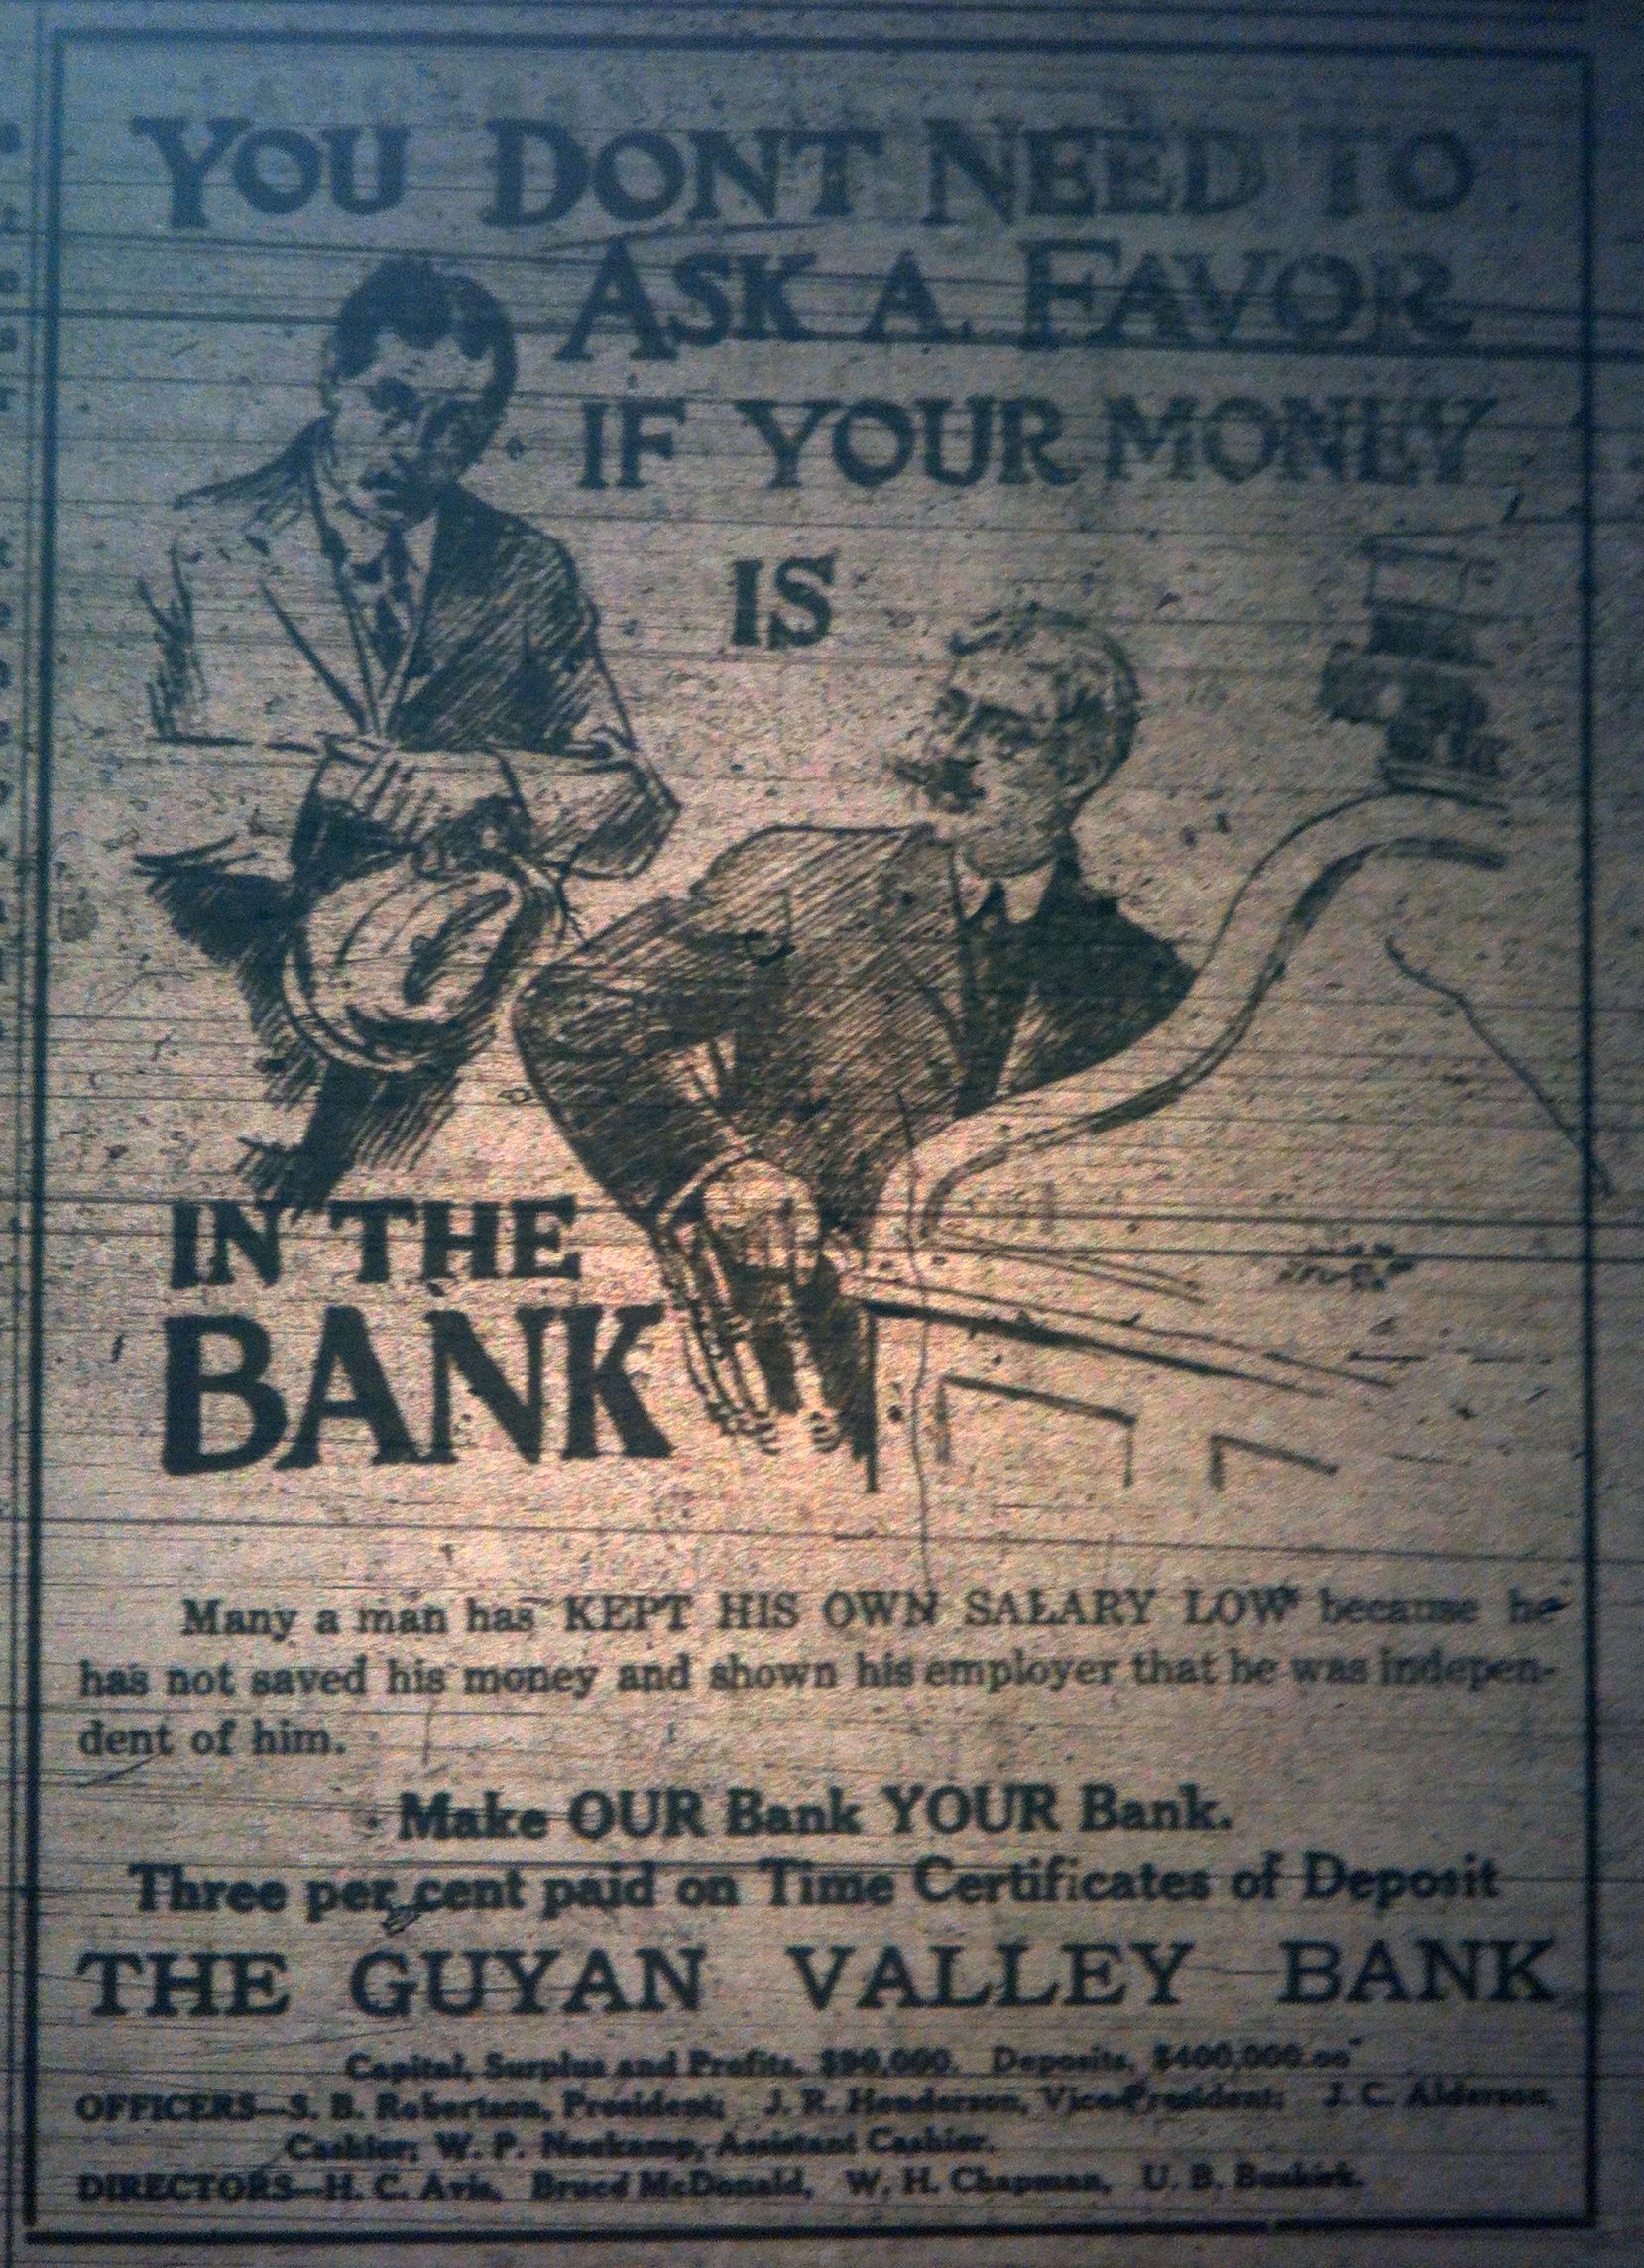 YOU DONT NEED TO
ASK A FAVOR
IF YOUR MONEY
IS
IN THE
BANK
Many a man has KEPT HIS OWN SALARY LOW because he
has not saved his money and shown his employer that he was indepen-
dent of him.
Make OUR Bank YOUR Bank.
Three per cent paid on Time Certificates of Deposit
THE GUYAN VALLEY BANK
Capital, Surplus and Profits, $90,000. Deposits, $400,000.00
OFFICERS—S. B. Robertson, President; J. R. Henderson, Vice-President; J. C. Alderson,
Cashier; W. P. Neekamp, Assistant Cashier.
DIRECTORS—H. C. Avis, Bruce McDonald, W. H. Chapman, U. B. Buskirk.